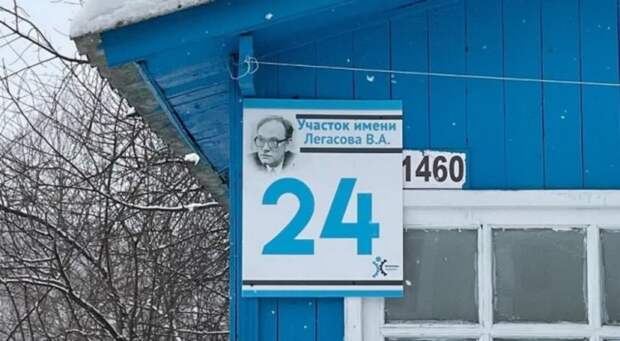 Участок имени
Легасова В.А.
24
1460